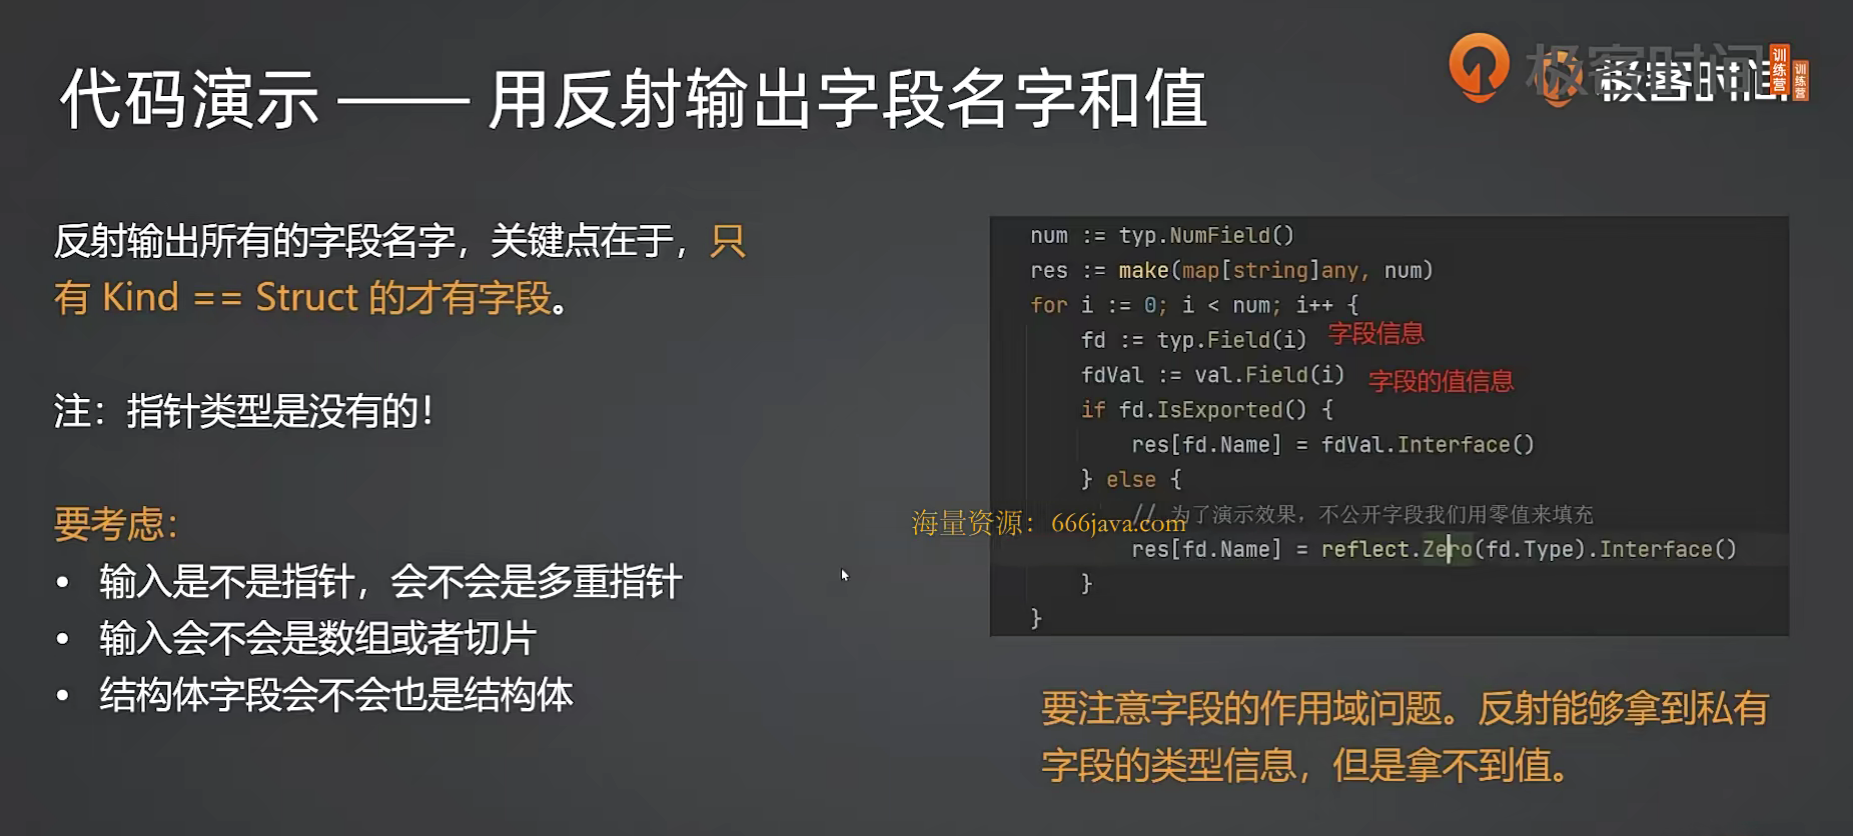 代码演示 —— 用反射输出字段名字和值
极客时间
训练营
极客时间
训练营
反射输出所有的字段名字，关键点在于，只
有 Kind == Struct 的才有字段。
注：指针类型是没有的！
要考虑：
• 输入是不是指针，会不会是多重指针
• 输入会不会是数组或者切片
• 结构体字段会不会也是结构体
num := typ.NumField()
res := make(map[string]any, num)
for i := 0; i < num; i++ {
fd := typ.Field(i) 字段信息
fdVal := val.Field(i) 字段的值信息
if fd.IsExported() {
res[fd.Name] = fdVal.Interface()
} else {
// 为了演示效果，不公开字段我们用零值来填充
海量资源：666java.com
res[fd.Name] = reflect.Zero(fd.Type).Interface()
}
}
要注意字段的作用域问题。反射能够拿到私有
字段的类型信息，但是拿不到值。